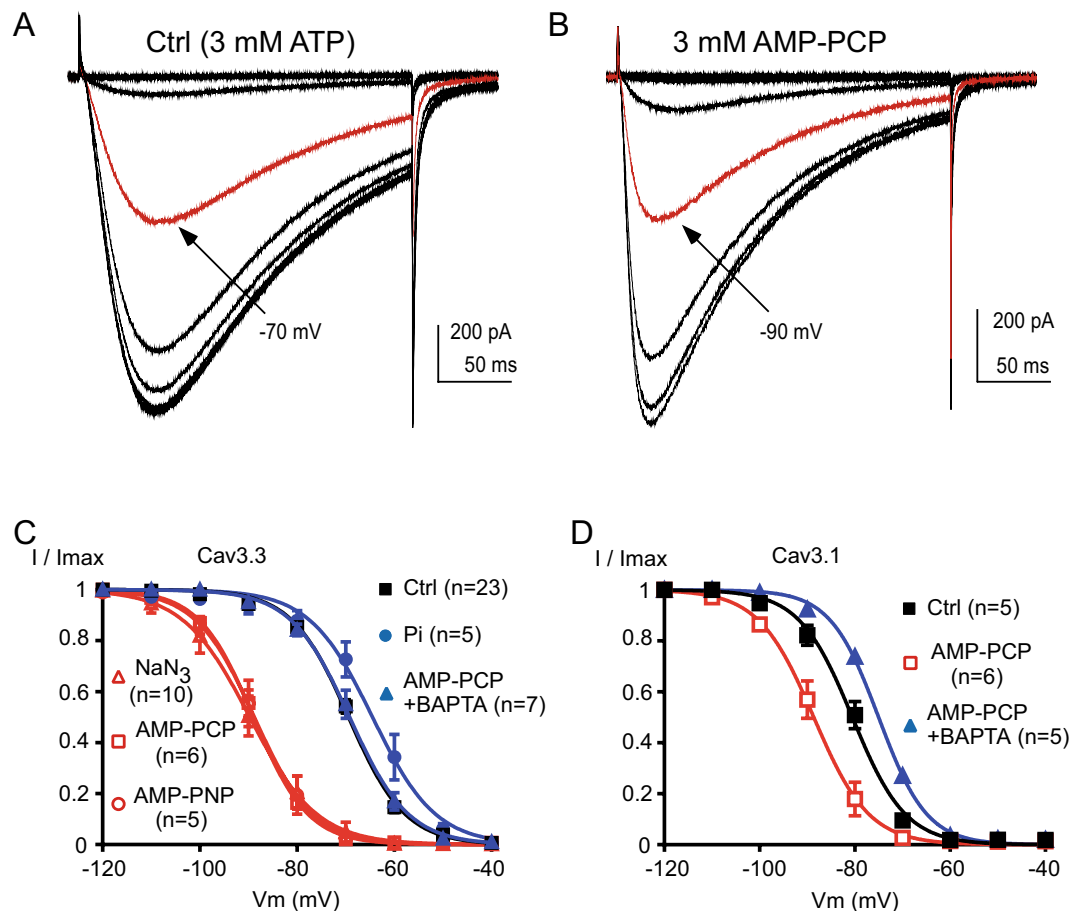 A
Ctrl (3 mM ATP)
-70 mV
200 pA
50 ms
B
3 mM AMP-PCP
-90 mV
200 pA
50 ms
C
I / Imax
Cav3.3
1
0.8
0.6
0.4
0.2
0
-120
-100
-80
-60
-40
Vm (mV)
NaN3
(n=10)
AMP-PCP
(n=6)
AMP-PNP
(n=5)
Ctrl (n=23)
Pi (n=5)
AMP-PCP
+BAPTA (n=7)
D
I / Imax
Cav3.1
1
0.8
0.6
0.4
0.2
0
-120
-100
-80
-60
-40
Vm (mV)
Ctrl (n=5)
AMP-PCP
(n=6)
AMP-PCP
+BAPTA (n=5)